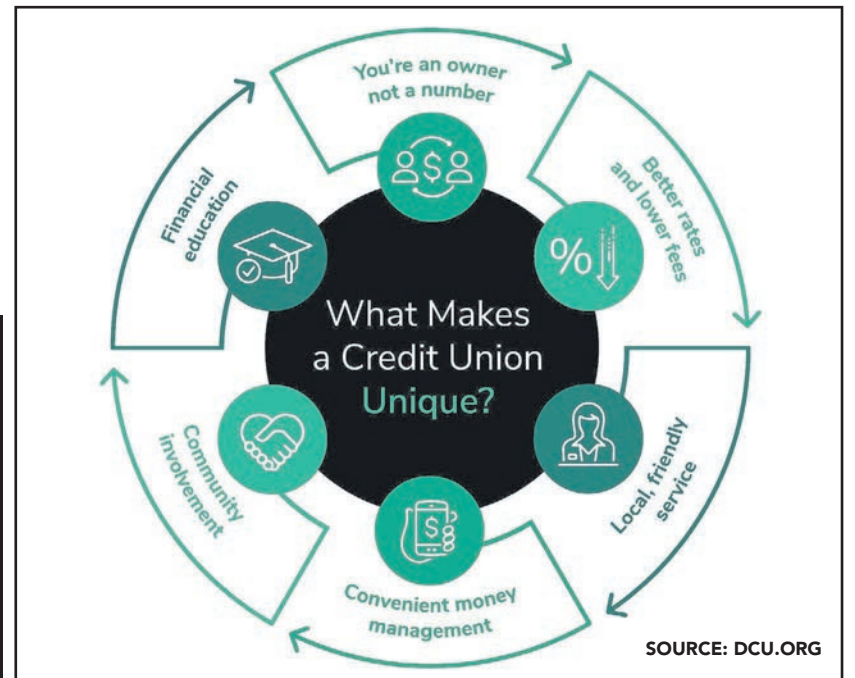 You're an owner
not a number
Better rates
and lower fees
Local, friendly
service
Convenient money
management
Community
involvement
Financial
education
What Makes
a Credit Union
Unique?
$
%
$
SOURCE: DCU.ORG